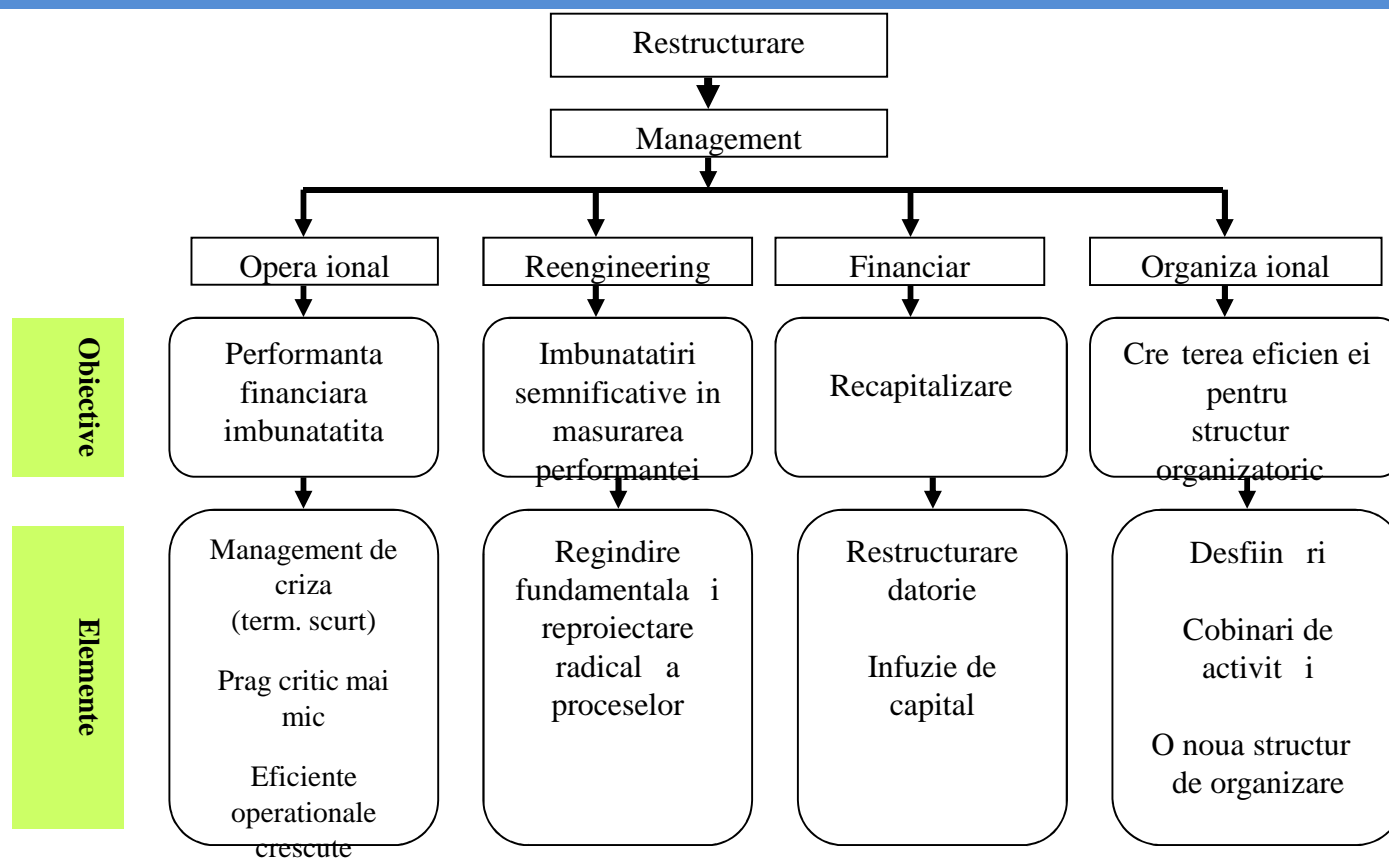 Restructurare
Management
Opera ional
Reengineering
Financiar
Organiza ional
Obiective
Performanta
financiara
imbunatatita
Imbunatatiri
semnificative in
masurarea
performantei
Recapitalizare
Cre terea eficien ei
pentru
structur
organizatoric
Elemente
Management de
criza
(term. scurt)
Prag critic mai
mic
Eficiente
operationale
crescute
Regindire
fundamentala i
reproiectare
radical a
proceselor
Restructurare
datorie
Infuzie de
capital
Desfiin ri
Cobinari de
activit i
O noua structur
de organizare